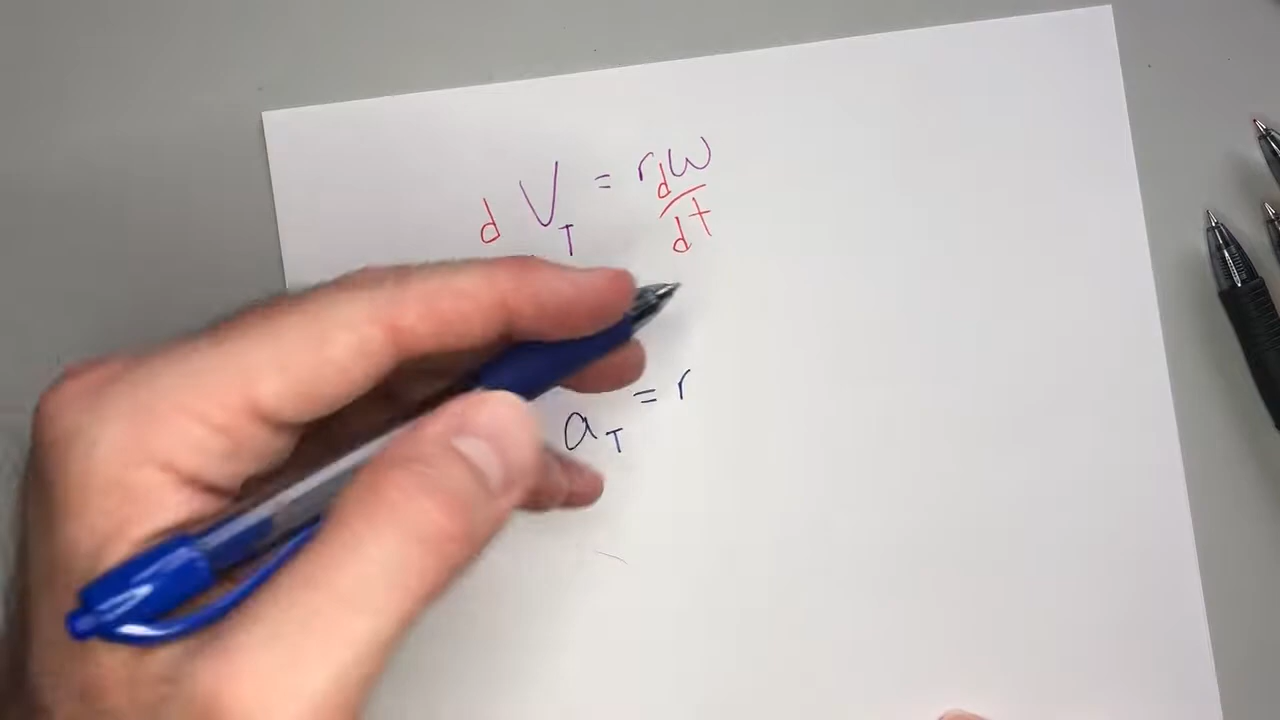 d V_T = r dω/dt
a_T = r